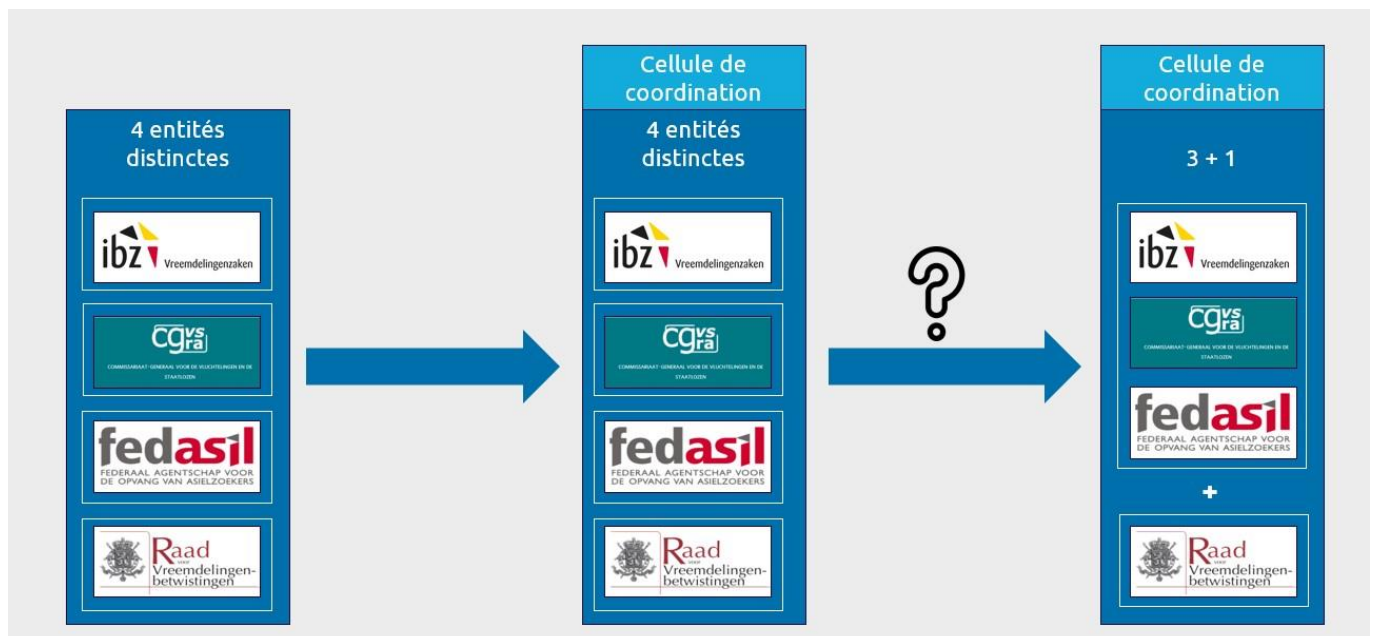 4 entités
distinctes
ibz Vreemdelingenzaken
cgvs
ra
COMMISSARIAAT-GENERAAL VOOR DE VLUCHTELINGEN EN DE
STAATLOZEN
fedasil
FEDERAAL AGENTSCHAP VOOR
DE OPVANG VAN ASIELZOEKERS
Raad
voor
Vreemdelingen-
betwistingen
Cellule de
coordination
4 entités
distinctes
ibz Vreemdelingenzaken
cgvs
ra
COMMISSARIAAT-GENERAAL VOOR DE VLUCHTELINGEN EN DE
STAATLOZEN
fedasil
FEDERAAL AGENTSCHAP VOOR
DE OPVANG VAN ASIELZOEKERS
Raad
voor
Vreemdelingen-
betwistingen
?
Cellule de
coordination
3 + 1
ibz Vreemdelingenzaken
cgvs
ra
COMMISSARIAAT-GENERAAL VOOR DE VLUCHTELINGEN EN DE
STAATLOZEN
fedasil
FEDERAAL AGENTSCHAP VOOR
DE OPVANG VAN ASIELZOEKERS
+
Raad
voor
Vreemdelingen-
betwistingen